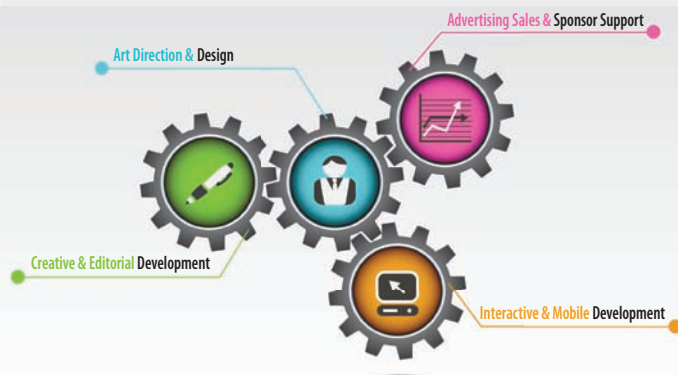 Advertising Sales & Sponsor Support
Art Direction & Design
Creative & Editorial Development
Interactive & Mobile Development